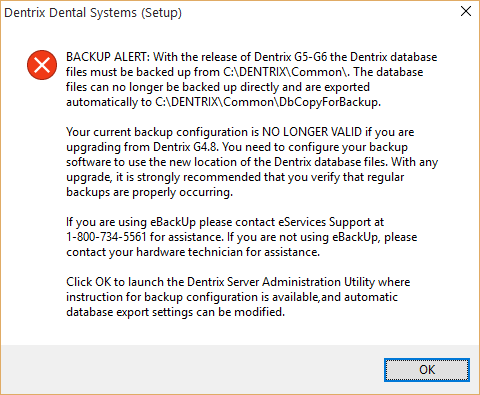 Dentrix Dental Systems (Setup)
BACKUP ALERT: With the release of Dentrix G5-G6 the Dentrix database
files must be backed up from C:\DENTRIX\Common\. The database
files can no longer be backed up directly and are exported
automatically to C:\DENTRIX\Common\DbCopyForBackup.
Your current backup configuration is NO LONGER VALID if you are
upgrading from Dentrix G4.8. You need to configure your backup
software to use the new location of the Dentrix database files. With any
upgrade, it is strongly recommended that you verify that regular
backups are properly occurring.
If you are using eBackUp please contact eServices Support at
1-800-734-5561 for assistance. If you are not using eBackUp, please
contact your hardware technician for assistance.
Click OK to launch the Dentrix Server Administration Utility where
instruction for backup configuration is available,and automatic
database export settings can be modified.
OK